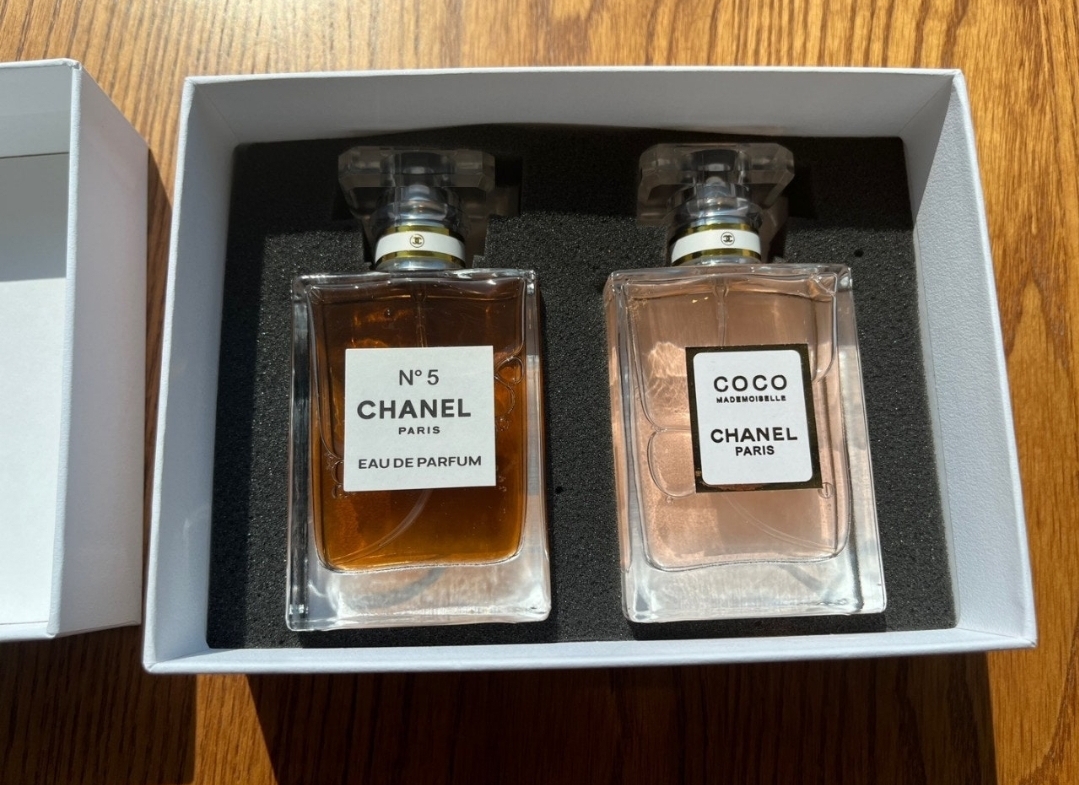 N° 5
CHANEL
PARIS
EAU DE PARFUM
COCO
MADEMOISELLE
CHANEL
PARIS